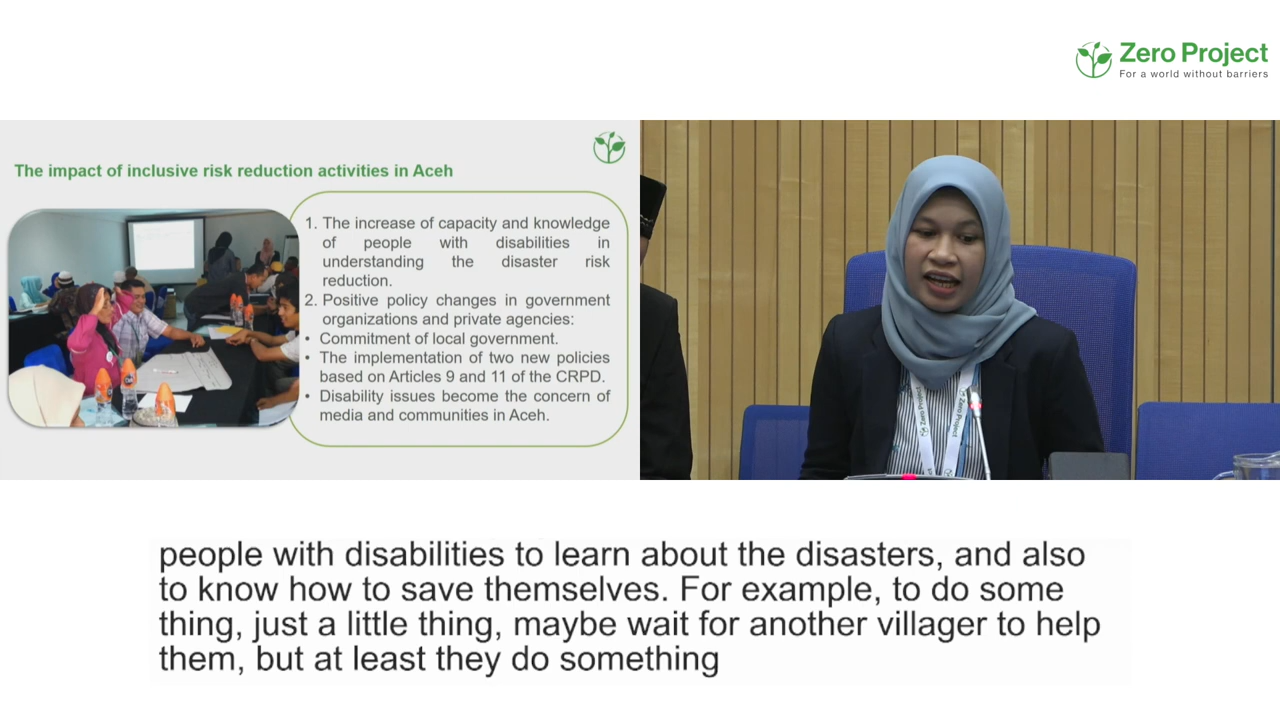 Zero Project
For a world without barriers
The impact of inclusive risk reduction activities in Aceh
1. The increase of capacity and knowledge
of people with disabilities in
understanding the disaster risk
reduction.
2. Positive policy changes in government
organizations and private agencies:
• Commitment of local government.
• The implementation of two new policies
based on Articles 9 and 11 of the CRPD.
• Disability issues become the concern of
media and communities in Aceh.
Zero Project
Zero Project
people with disabilities to learn about the disasters, and also
to know how to save themselves. For example, to do some
thing, just a little thing, maybe wait for another villager to help
them, but at least they do something